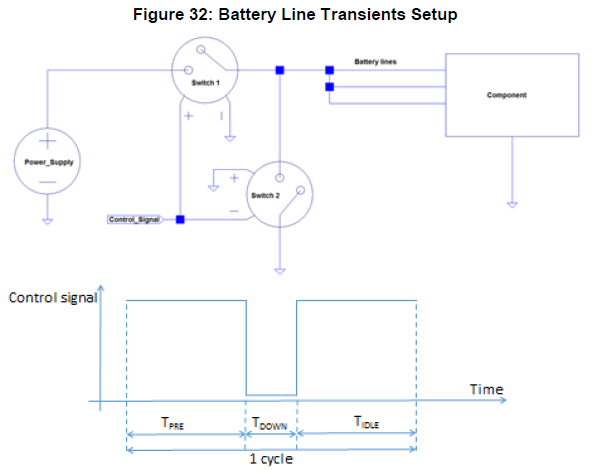 Figure 32: Battery Line Transients Setup
Battery lines
Switch 1
Component
+
Power_Supply
Switch 2
Control_Signal
Control signal
Time
TPRE
TDOWN
TIDLE
1 cycle